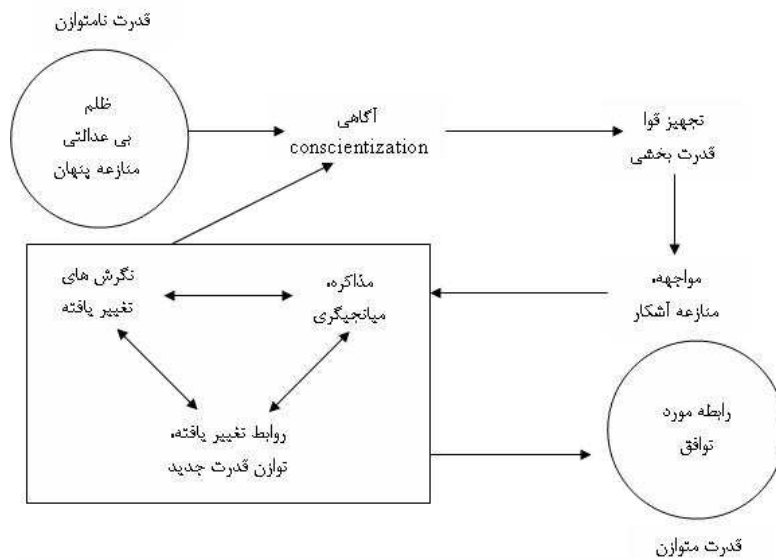 قدرت نامتوازن
ظلم
بی عدالتی
منازعه پنهان
آگاهی
conscientization
تجهیز قوا
قدرت بخشی
نگرش های
تغییر یافته
مذاکره،
میانجیگری
مواجهه،
منازعه آشکار
روابط تغییر یافته،
توازن قدرت جدید
رابطه مورد
توافق
قدرت متوازن